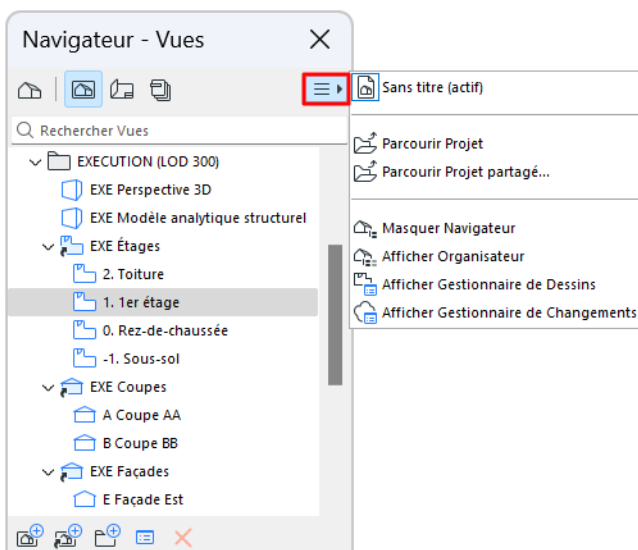 Navigateur - Vues
Rechercher Vues
EXECUTION (LOD 300)
EXE Perspective 3D
EXE Modèle analytique structurel
EXE Étages
2. Toiture
1. 1er étage
0. Rez-de-chaussée
-1. Sous-sol
EXE Coupes
A Coupe AA
B Coupe BB
EXE Façades
E Façade Est
Sans titre (actif)
Parcourir Projet
Parcourir Projet partagé...
Masquer Navigateur
Afficher Organisateur
Afficher Gestionnaire de Dessins
Afficher Gestionnaire de Changements